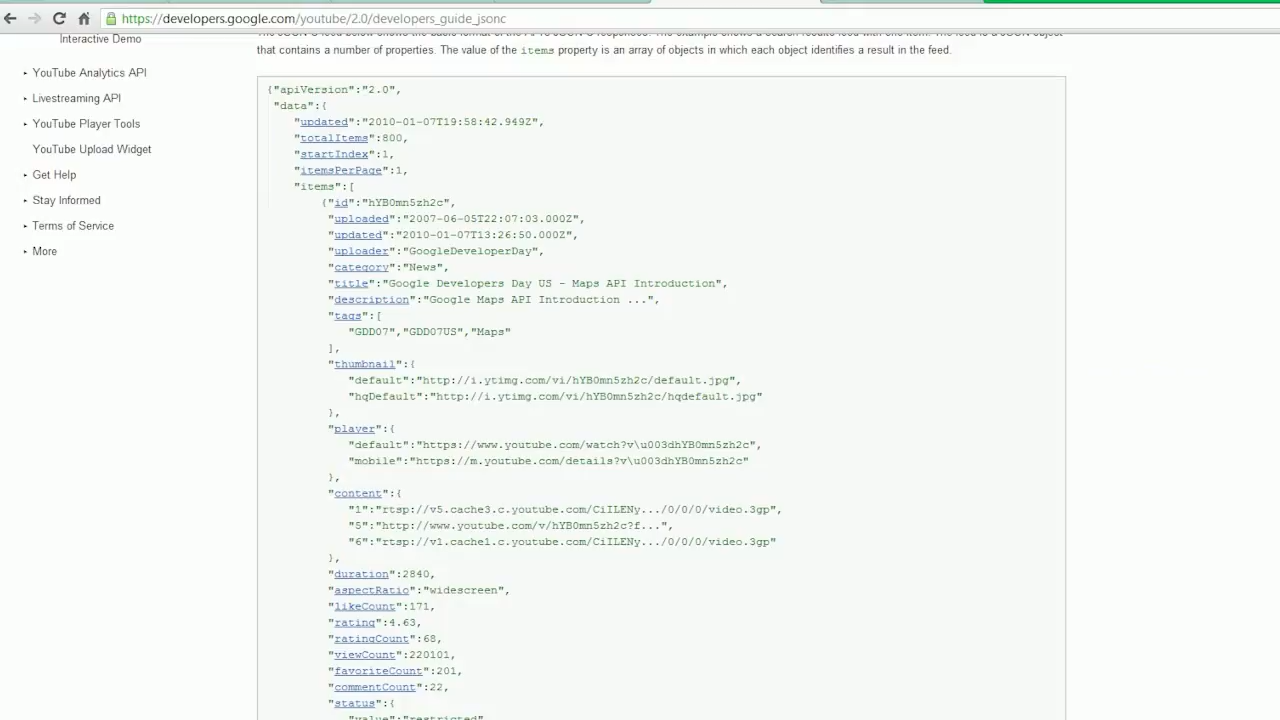 https://developers.google.com/youtube/2.0/developers_guide_jsonc
Interactive Demo
YouTube Analytics API
Livestreaming API
YouTube Player Tools
YouTube Upload Widget
Get Help
Stay Informed
Terms of Service
More
that contains a number of properties. The value of the items property is an array of objects in which each object identifies a result in the feed.
{"apiVersion":"2.0",
"data":{
"updated":"2010-01-07T19:58:42.949Z",
"totalItems":800,
"startIndex":1,
"itemsPerPage":1,
"items":[
{"id":"hYB0mn5zh2c",
"uploaded":"2007-06-05T22:07:03.000Z",
"updated":"2010-01-07T13:26:50.000Z",
"uploader":"GoogleDeveloperDay",
"category":"News",
"title":"Google Developers Day US - Maps API Introduction",
"description":"Google Maps API Introduction ...",
"tags":[
"GDD07","GDD07US","Maps"
],
"thumbnail":{
"default":"http://i.ytimg.com/vi/hYB0mn5zh2c/default.jpg",
"hqDefault":"http://i.ytimg.com/vi/hYB0mn5zh2c/hqdefault.jpg"
},
"player":{
"default":"https://www.youtube.com/watch?v\u003dhYB0mn5zh2c",
"mobile":"https://m.youtube.com/details?v\u003dhYB0mn5zh2c"
},
"content":{
"1":"rtsp://v5.cache3.c.youtube.com/CiILENy.../0/0/0/video.3gp",
"5":"http://www.youtube.com/v/hYB0mn5zh2c?f...",
"6":"rtsp://v1.cache1.c.youtube.com/CiILENy.../0/0/0/video.3gp"
},
"duration":2840,
"aspectRatio":"widescreen",
"likeCount":171,
"rating":4.63,
"ratingCount":68,
"viewCount":220101,
"favoriteCount":201,
"commentCount":22,
"status":{
"value":"restricted"